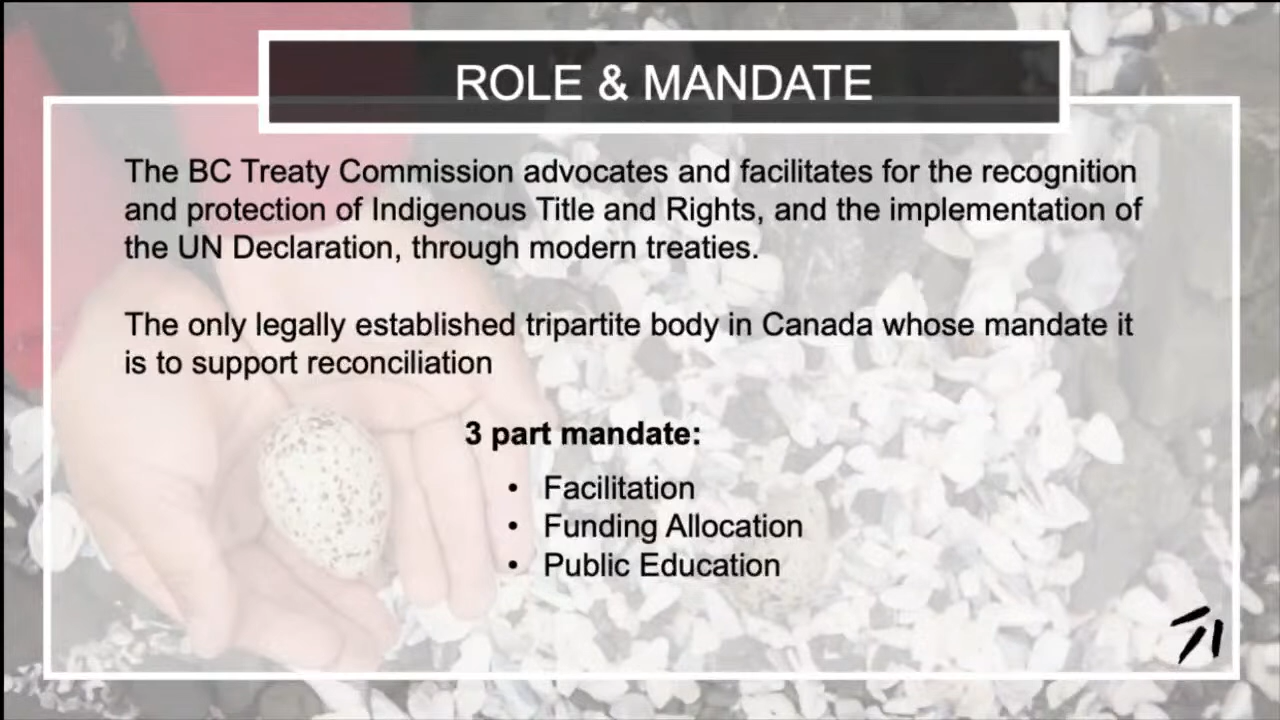 ROLE & MANDATE
The BC Treaty Commission advocates and facilitates for the recognition
and protection of Indigenous Title and Rights, and the implementation of
the UN Declaration, through modern treaties.
The only legally established tripartite body in Canada whose mandate it
is to support reconciliation
3 part mandate:
• Facilitation
• Funding Allocation
• Public Education